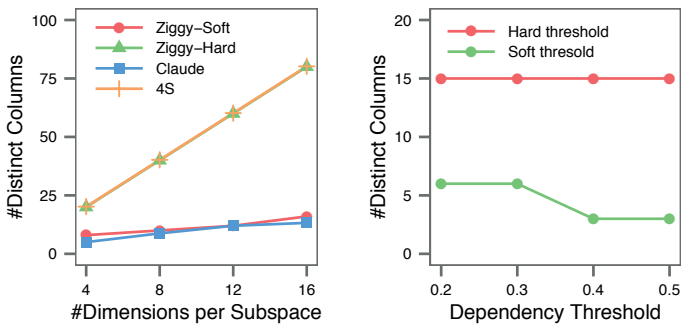 100
75
50
25
0
#Distinct Columns
Ziggy-Soft
Ziggy-Hard
Claude
4S
4 8 12 16
#Dimensions per Subspace
20
15
10
5
0
#Distinct Columns
Hard threshold
Soft thresold
0.2 0.3 0.4 0.5
Dependency Threshold